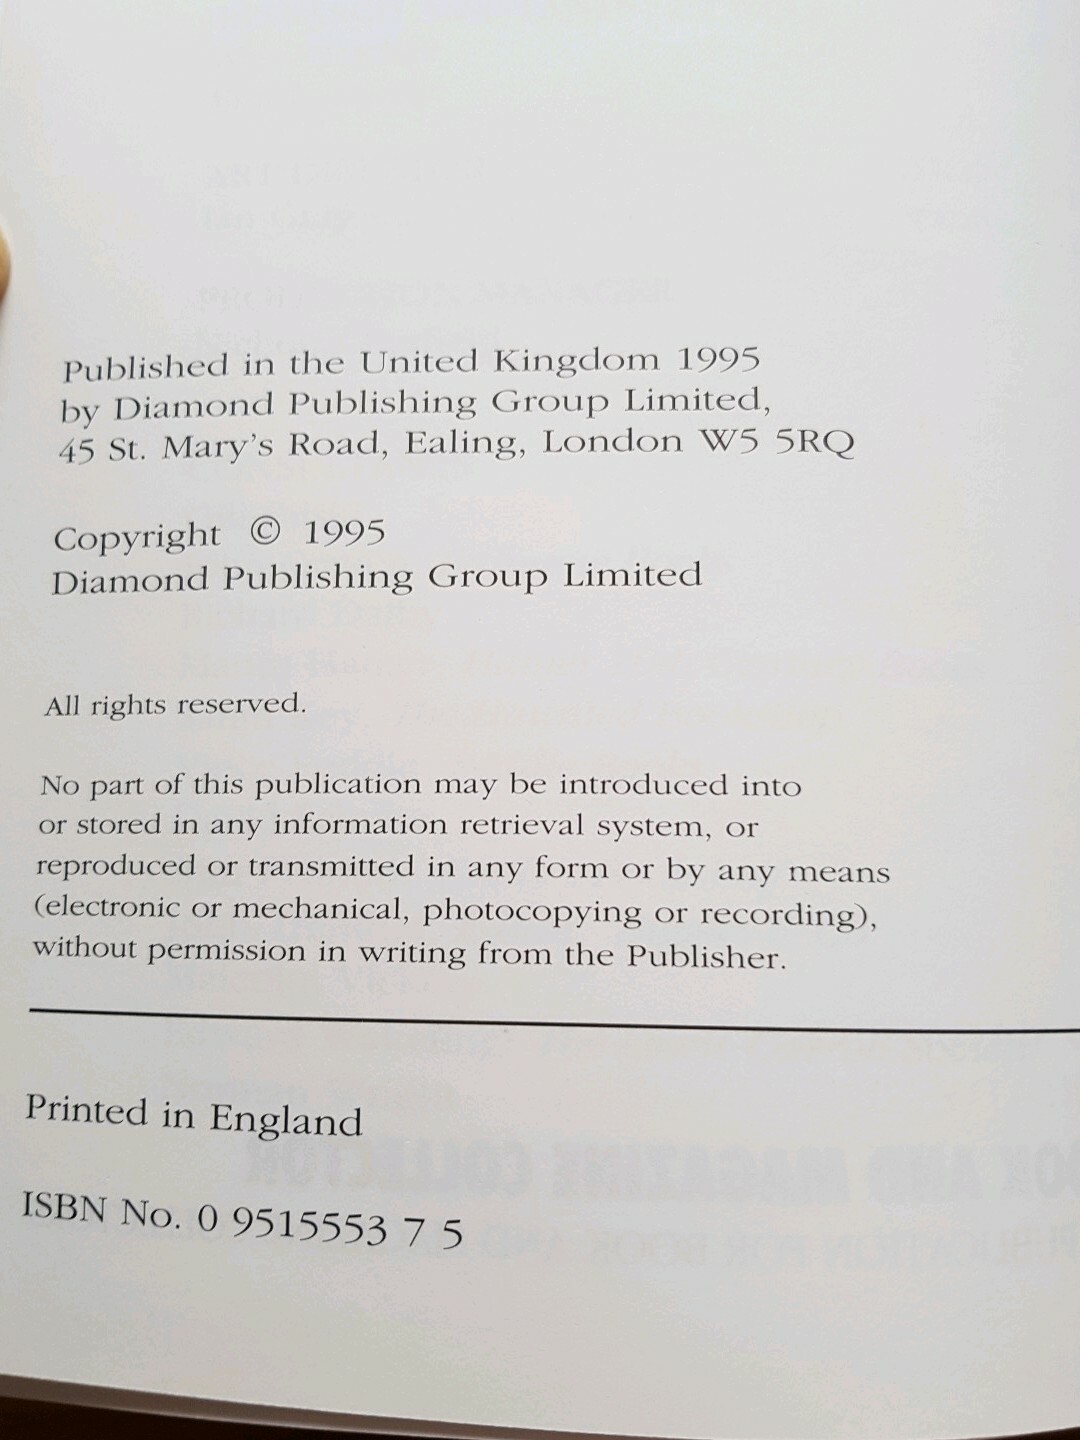 Published in the United Kingdom 1995
by Diamond Publishing Group Limited,
45 St. Mary's Road, Ealing, London W5 5RQ
Copyright © 1995
Diamond Publishing Group Limited
All rights reserved.
No part of this publication may be introduced into
or stored in any information retrieval system, or
reproduced or transmitted in any form or by any means
(electronic or mechanical, photocopying or recording),
without permission in writing from the Publisher.
Printed in England
ISBN No. 0 9515553 7 5